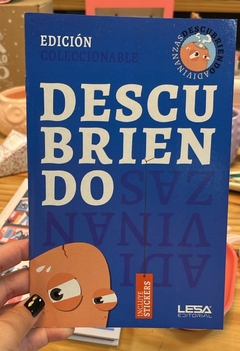 EDICIÓN
COLECCIONABLE
DESCUBRIENDO ADIVINANZAS
DESCU
BRIEN
DO
ADI
VINAN
ZAS
INCLUYE
STICKERS
LESA
EDITORIAL